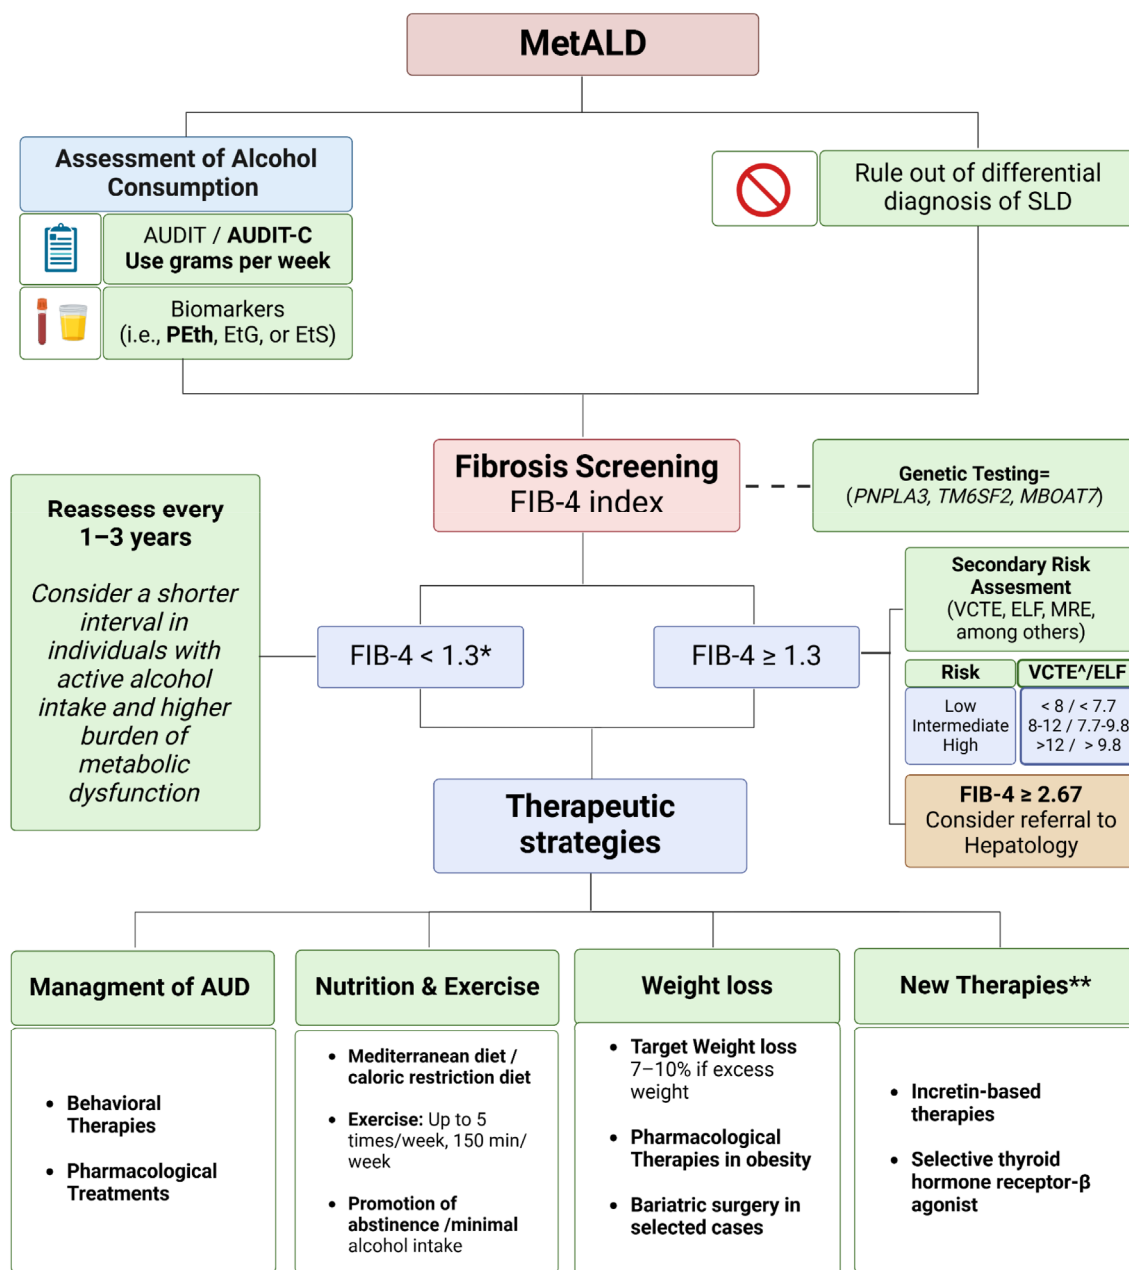 MetALD
Assessment of Alcohol
Consumption
AUDIT / AUDIT-C
Use grams per week
Biomarkers
(i.e., PEth, EtG, or EtS)
Rule out of differential
diagnosis of SLD
Fibrosis Screening
FIB-4 index
Genetic Testing=
(PNPLA3, TM6SF2, MBOAT7)
Reassess every
1–3 years
Consider a shorter
interval in
individuals with
active alcohol
intake and higher
burden of
metabolic
dysfunction
FIB-4 < 1.3*
FIB-4 ≥ 1.3
Secondary Risk
Assesment
(VCTE, ELF, MRE,
among others)
Risk VCTE^/ELF
Low < 8 / < 7.7
Intermediate 8-12 / 7.7-9.8
High >12 / > 9.8
FIB-4 ≥ 2.67
Consider referral to
Hepatology
Therapeutic
strategies
Managment of AUD
• Behavioral
Therapies
• Pharmacological
Treatments
Nutrition & Exercise
• Mediterranean diet /
caloric restriction diet
• Exercise: Up to 5
times/week, 150 min/
week
• Promotion of
abstinence /minimal
alcohol intake
Weight loss
• Target Weight loss
7–10% if excess
weight
• Pharmacological
Therapies in obesity
• Bariatric surgery in
selected cases
New Therapies**
• Incretin-based
therapies
• Selective thyroid
hormone receptor-β
agonist